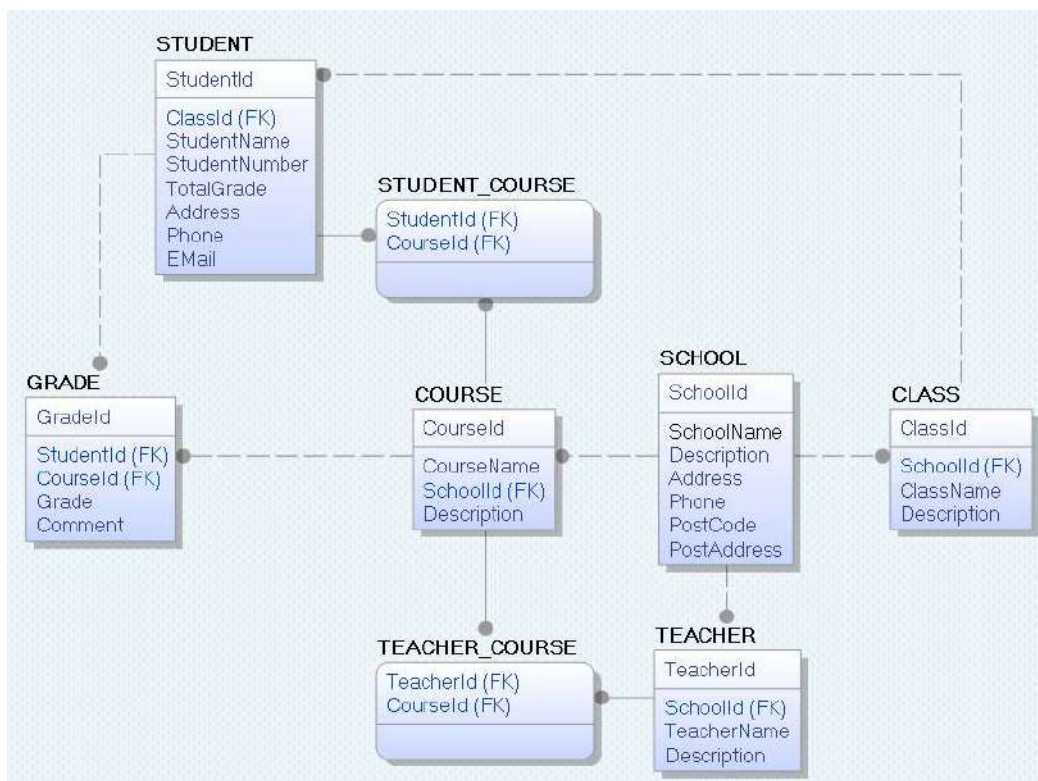 STUDENT
StudentId
ClassId (FK)
StudentName
StudentNumber
TotalGrade
Address
Phone
EMail
STUDENT_COURSE
StudentId (FK)
CourseId (FK)
GRADE
GradeId
StudentId (FK)
CourseId (FK)
Grade
Comment
COURSE
CourseId
CourseName
SchoolId (FK)
Description
SCHOOL
SchoolId
SchoolName
Description
Address
Phone
PostCode
PostAddress
CLASS
ClassId
SchoolId (FK)
ClassName
Description
TEACHER_COURSE
TeacherId (FK)
CourseId (FK)
TEACHER
TeacherId
SchoolId (FK)
TeacherName
Description